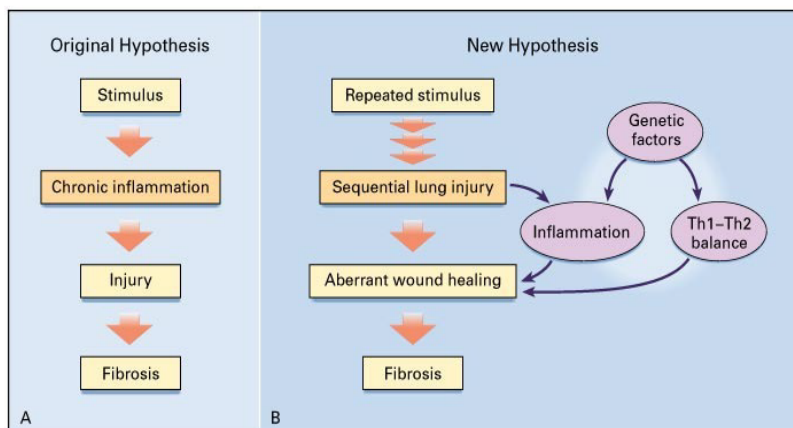 Original Hypothesis
Stimulus
Chronic inflammation
Injury
Fibrosis
A
New Hypothesis
Repeated stimulus
Sequential lung injury
Aberrant wound healing
Fibrosis
Genetic
factors
Inflammation
Th1–Th2
balance
B